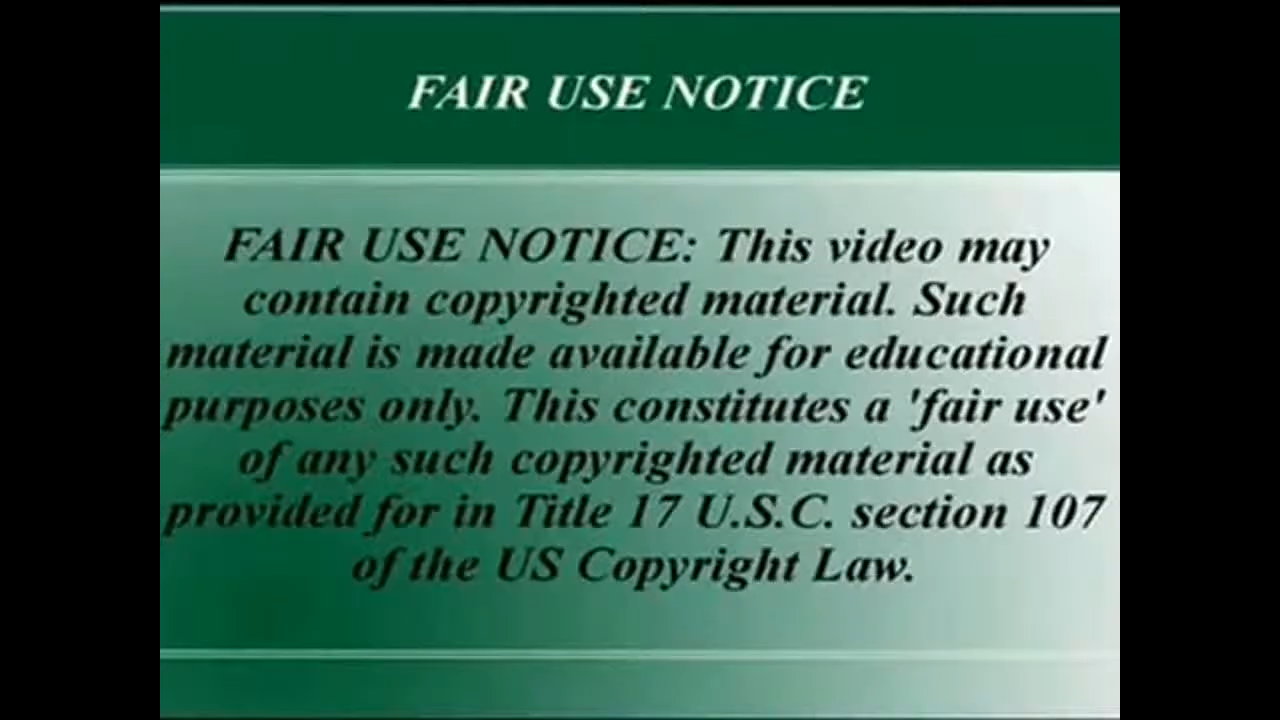 FAIR USE NOTICE
FAIR USE NOTICE: This video may
contain copyrighted material. Such
material is made available for educational
purposes only. This constitutes a 'fair use'
of any such copyrighted material as
provided for in Title 17 U.S.C. section 107
of the US Copyright Law.